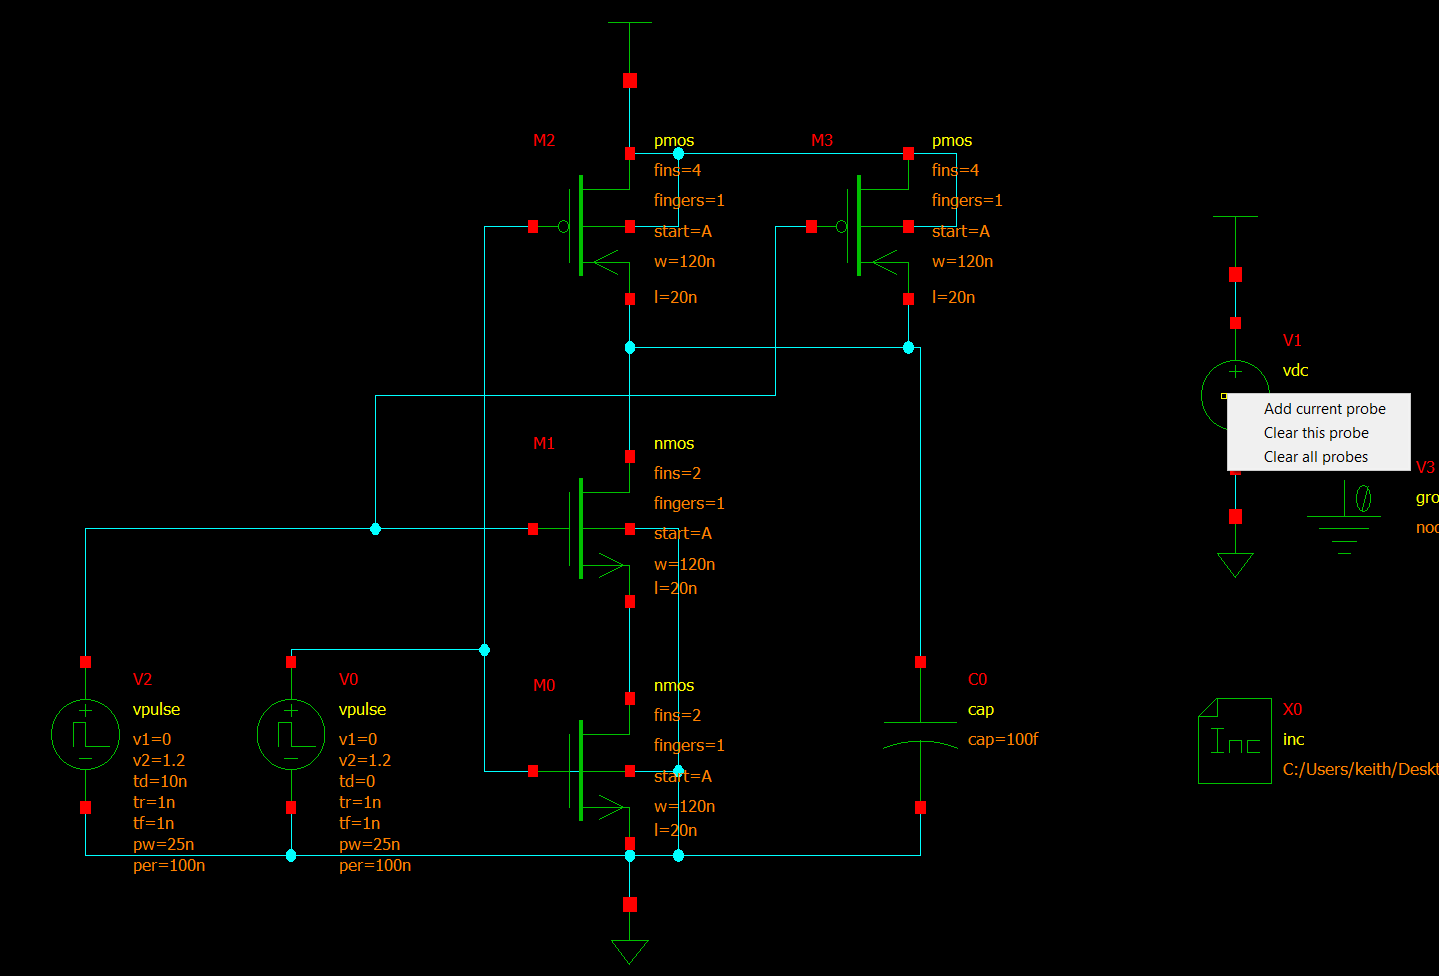 M2
pmos
fins=4
fingers=1
start=A
w=120n
l=20n
M3
pmos
fins=4
fingers=1
start=A
w=120n
l=20n
V1
vdc
Add current probe
Clear this probe
Clear all probes
M1
nmos
fins=2
fingers=1
start=A
w=120n
l=20n
V3
gro
noc
V2
vpulse
v1=0
v2=1.2
td=10n
tr=1n
tf=1n
pw=25n
per=100n
V0
vpulse
v1=0
v2=1.2
td=0
tr=1n
tf=1n
pw=25n
per=100n
M0
nmos
fins=2
fingers=1
start=A
w=120n
l=20n
C0
cap
cap=100f
Inc
X0
inc
C:/Users/keith/Deskt